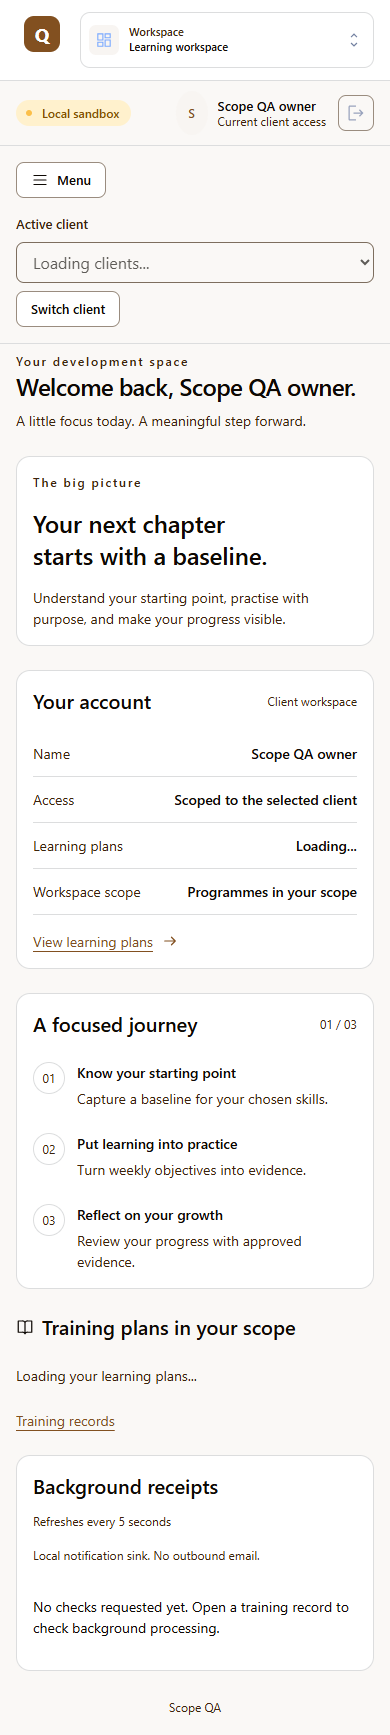 Q
Workspace
Learning workspace
Local sandbox
S
Scope QA owner
Current client access
Menu
Active client
Loading clients...
Switch client
Your development space
Welcome back, Scope QA owner.
A little focus today. A meaningful step forward.
The big picture
Your next chapter
starts with a baseline.
Understand your starting point, practise with
purpose, and make your progress visible.
Your account
Client workspace
Name
Scope QA owner
Access
Scoped to the selected client
Learning plans
Loading...
Workspace scope
Programmes in your scope
View learning plans
A focused journey
01 / 03
01
Know your starting point
Capture a baseline for your chosen skills.
02
Put learning into practice
Turn weekly objectives into evidence.
03
Reflect on your growth
Review your progress with approved
evidence.
Training plans in your scope
Loading your learning plans...
Training records
Background receipts
Refreshes every 5 seconds
Local notification sink. No outbound email.
No checks requested yet. Open a training record to
check background processing.
Scope QA